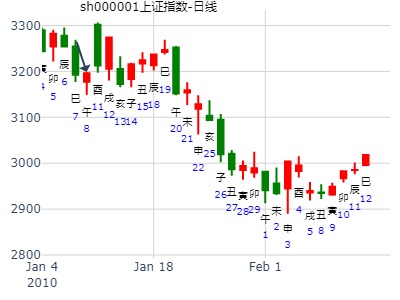 sh000001上证指数-日线
3300
3200
3100
3000
2900
2800
4
卯
5
辰
6
巳
7
午
8
酉
11
戌
12
亥
13
子
14
丑
15
辰
18
巳
19
午
20
未
21
申
22
亥
25
子
26
丑
27
寅
28
卯
29
午
1
未
2
申
3
酉
4
戌
5
丑
8
寅
9
卯
10
辰
11
巳
12
Jan 4
2010
Jan 18
Feb 1